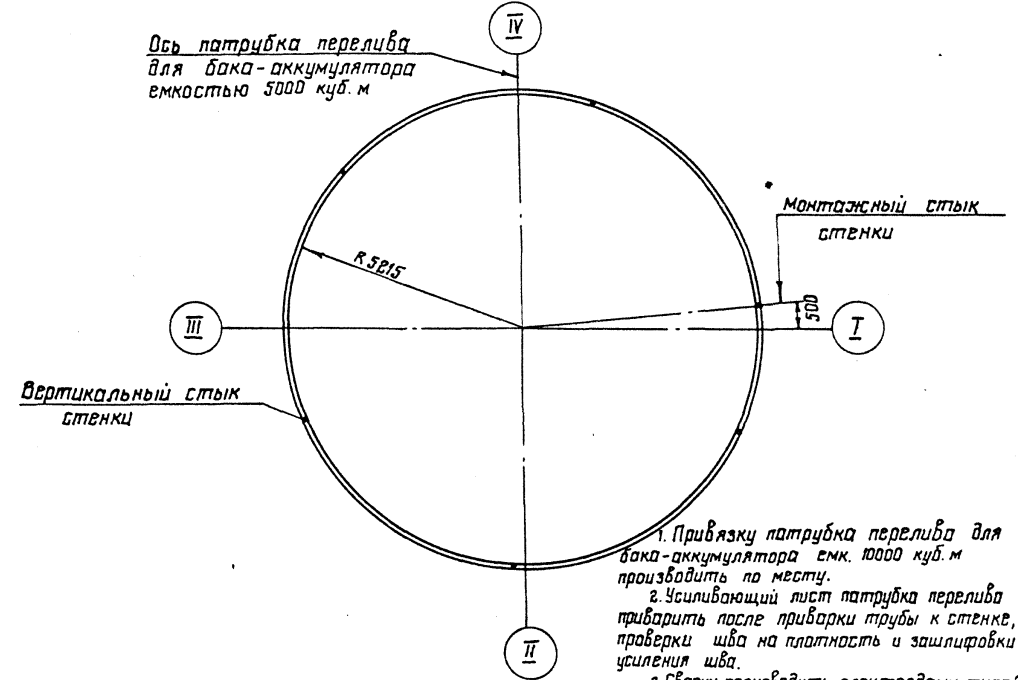 IV
Ось патрубка перелива
для бака-аккумулятора
емкостью 5000 куб. м
монтажный стык
стенки
R 5215
500
III
I
Вертикальный стык
стенки
II
1. Привязку патрубка перелива для
бака-аккумулятора емк. 10000 куб. м
производить по месту.
2. Усиливающий лист патрубка перелива
приварить после приварки трубы к стенке,
проверки шва на плотность и зашлифовки
усиления шва.